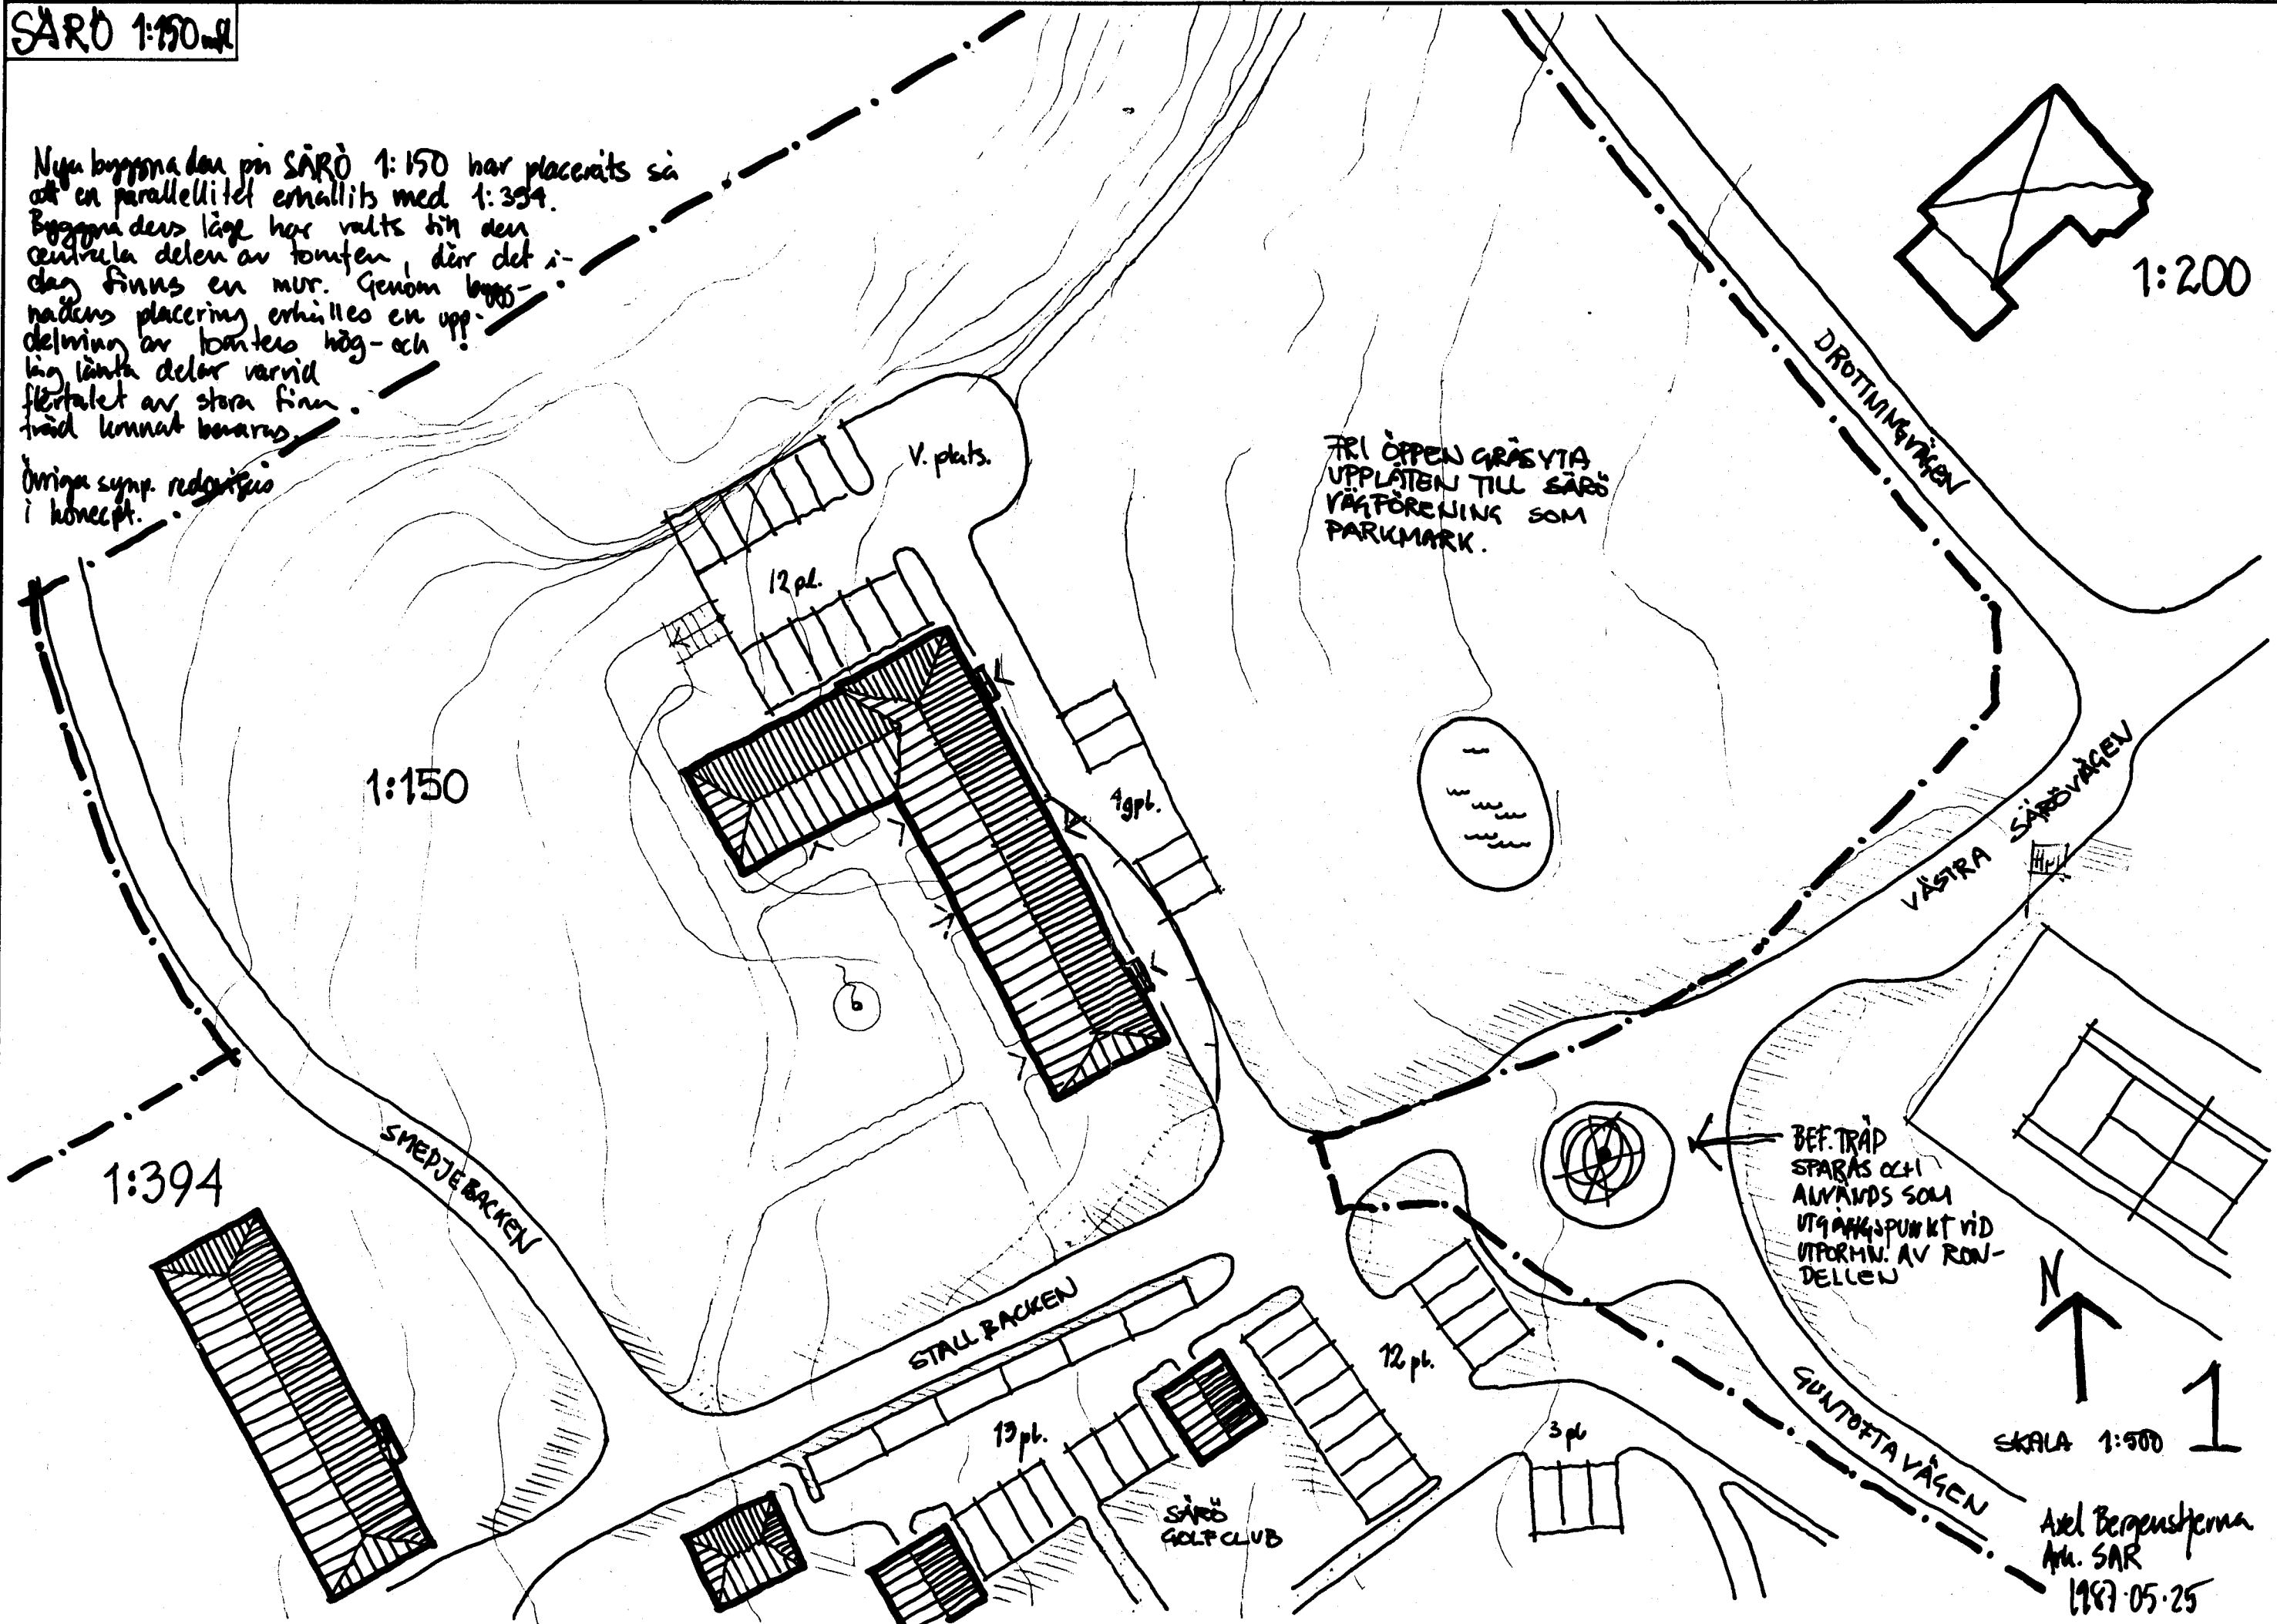 SÄRÖ 1:150 mfl
Nya byggnaden på SÄRÖ 1:150 har placerats så
att en parallellitet erhållits med 1:394.
Byggnadens läge har valts till den
centrala delen av tomten, där det i-
dag finns en mur. Genom bygg-
nadens placering erhålles en upp-
delning av tomtens hög- och
låg länta delar varvid
flertalet av stora fina
träd kunnat bevaras.
Övriga synp. redovisas
i koncept.
1:200
DROTTNINGVÄGEN
V. plats.
FRI ÖPPEN GRÄSYTA
UPPLÅTEN TILL SÄRÖ
VÄGFÖRENING SOM
PARKMARK.
12 pl.
1:150
4gpl.
VÄSTRA SÄRÖVÄGEN
1:394
SMEDJEBACKEN
BEF. TRÄD
SPARAS OCH
ANVÄNDS SOM
UTGÅNGSPUNKT VID
UTFORMN. AV RON-
DELLEN
N
STALLBACKEN
12 pl.
13 pl.
3 pl
GUNTOFTAVÄGEN
SKALA 1:500
1
SÄRÖ
GOLFCLUB
Axel Bergenstjerna
Ark. SAR
1987.05.25